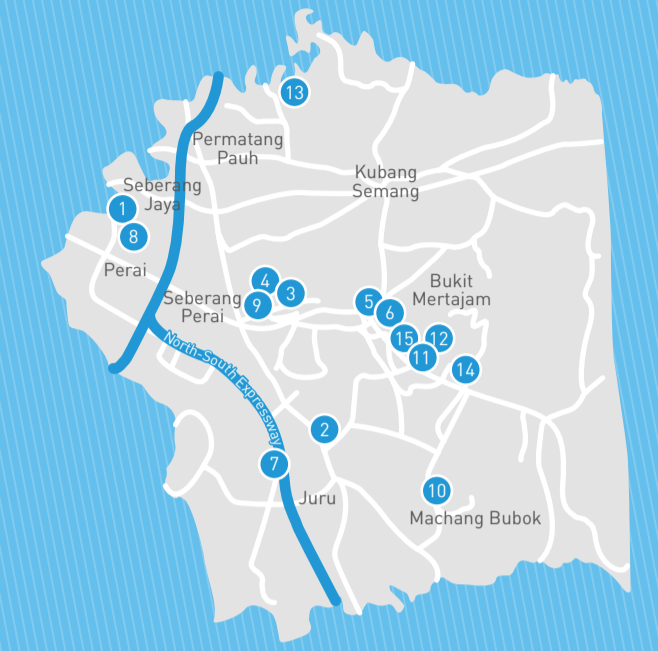 13
Permatang
Pauh
Kubang
Semang
Seberang
Jaya
1
8
Perai
4
3
9
Seberang
Perai
5
6
Bukit
Mertajam
15
12
11
14
North-South Expressway
2
7
Juru
10
Machang Bubok